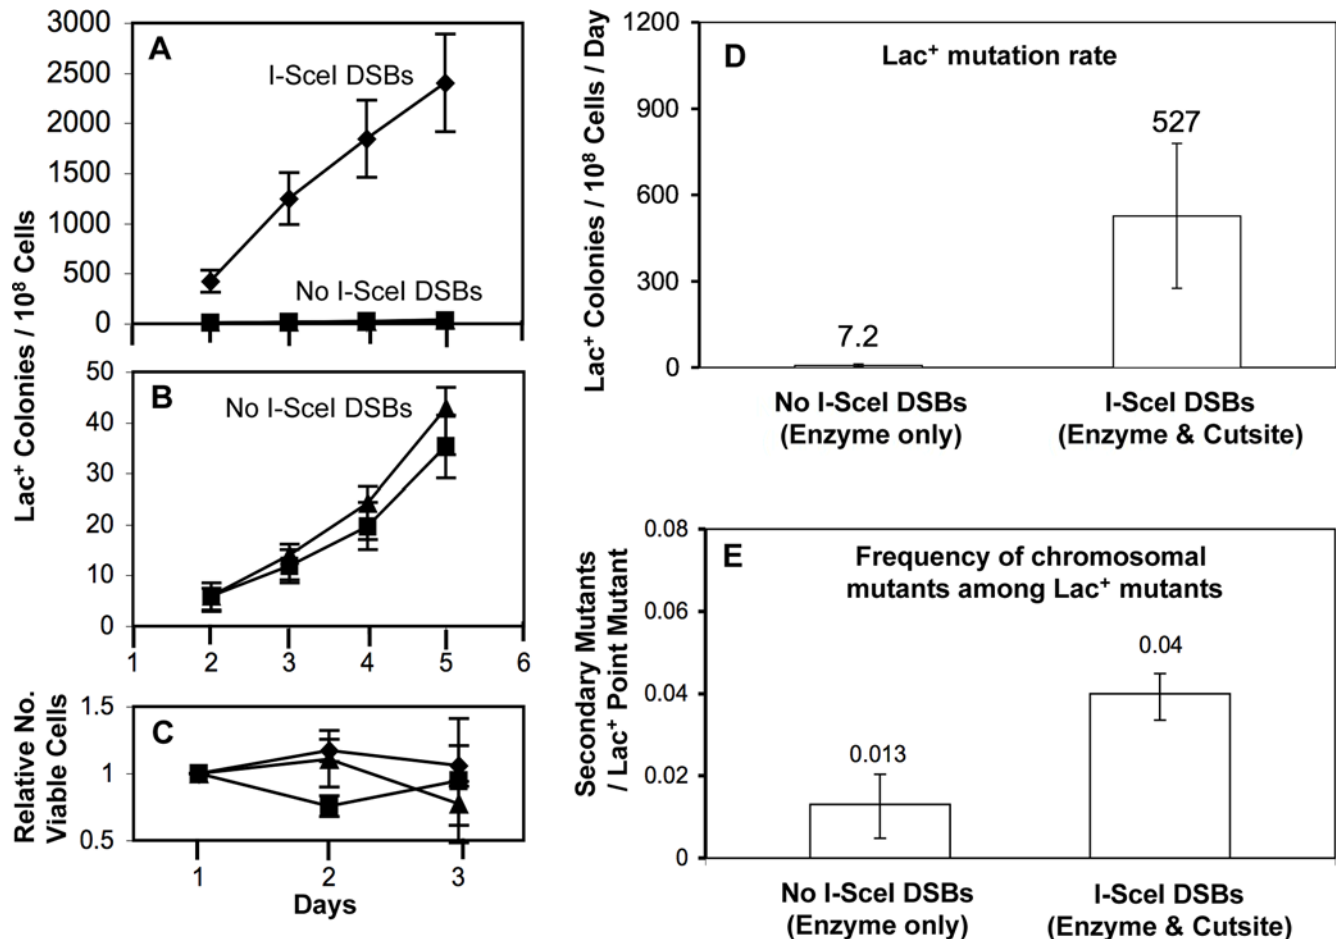 A
I-SceI DSBs
No I-SceI DSBs
3000
2500
2000
1500
1000
500
0
Lac⁺ Colonies / 10⁸ Cells
B
No I-SceI DSBs
50
40
30
20
10
0
1 2 3 4 5 6
C
Relative No.
Viable Cells
1.5
1
0.5
1 2 3
Days
D
Lac⁺ mutation rate
Lac⁺ Colonies / 10⁸ Cells / Day
1200
900
600
300
0
7.2
527
No I-SceI DSBs
(Enzyme only)
I-SceI DSBs
(Enzyme & Cutsite)
E
Frequency of chromosomal
mutants among Lac⁺ mutants
Secondary Mutants
/ Lac⁺ Point Mutant
0.08
0.06
0.04
0.02
0
0.013
0.04
No I-SceI DSBs
(Enzyme only)
I-SceI DSBs
(Enzyme & Cutsite)